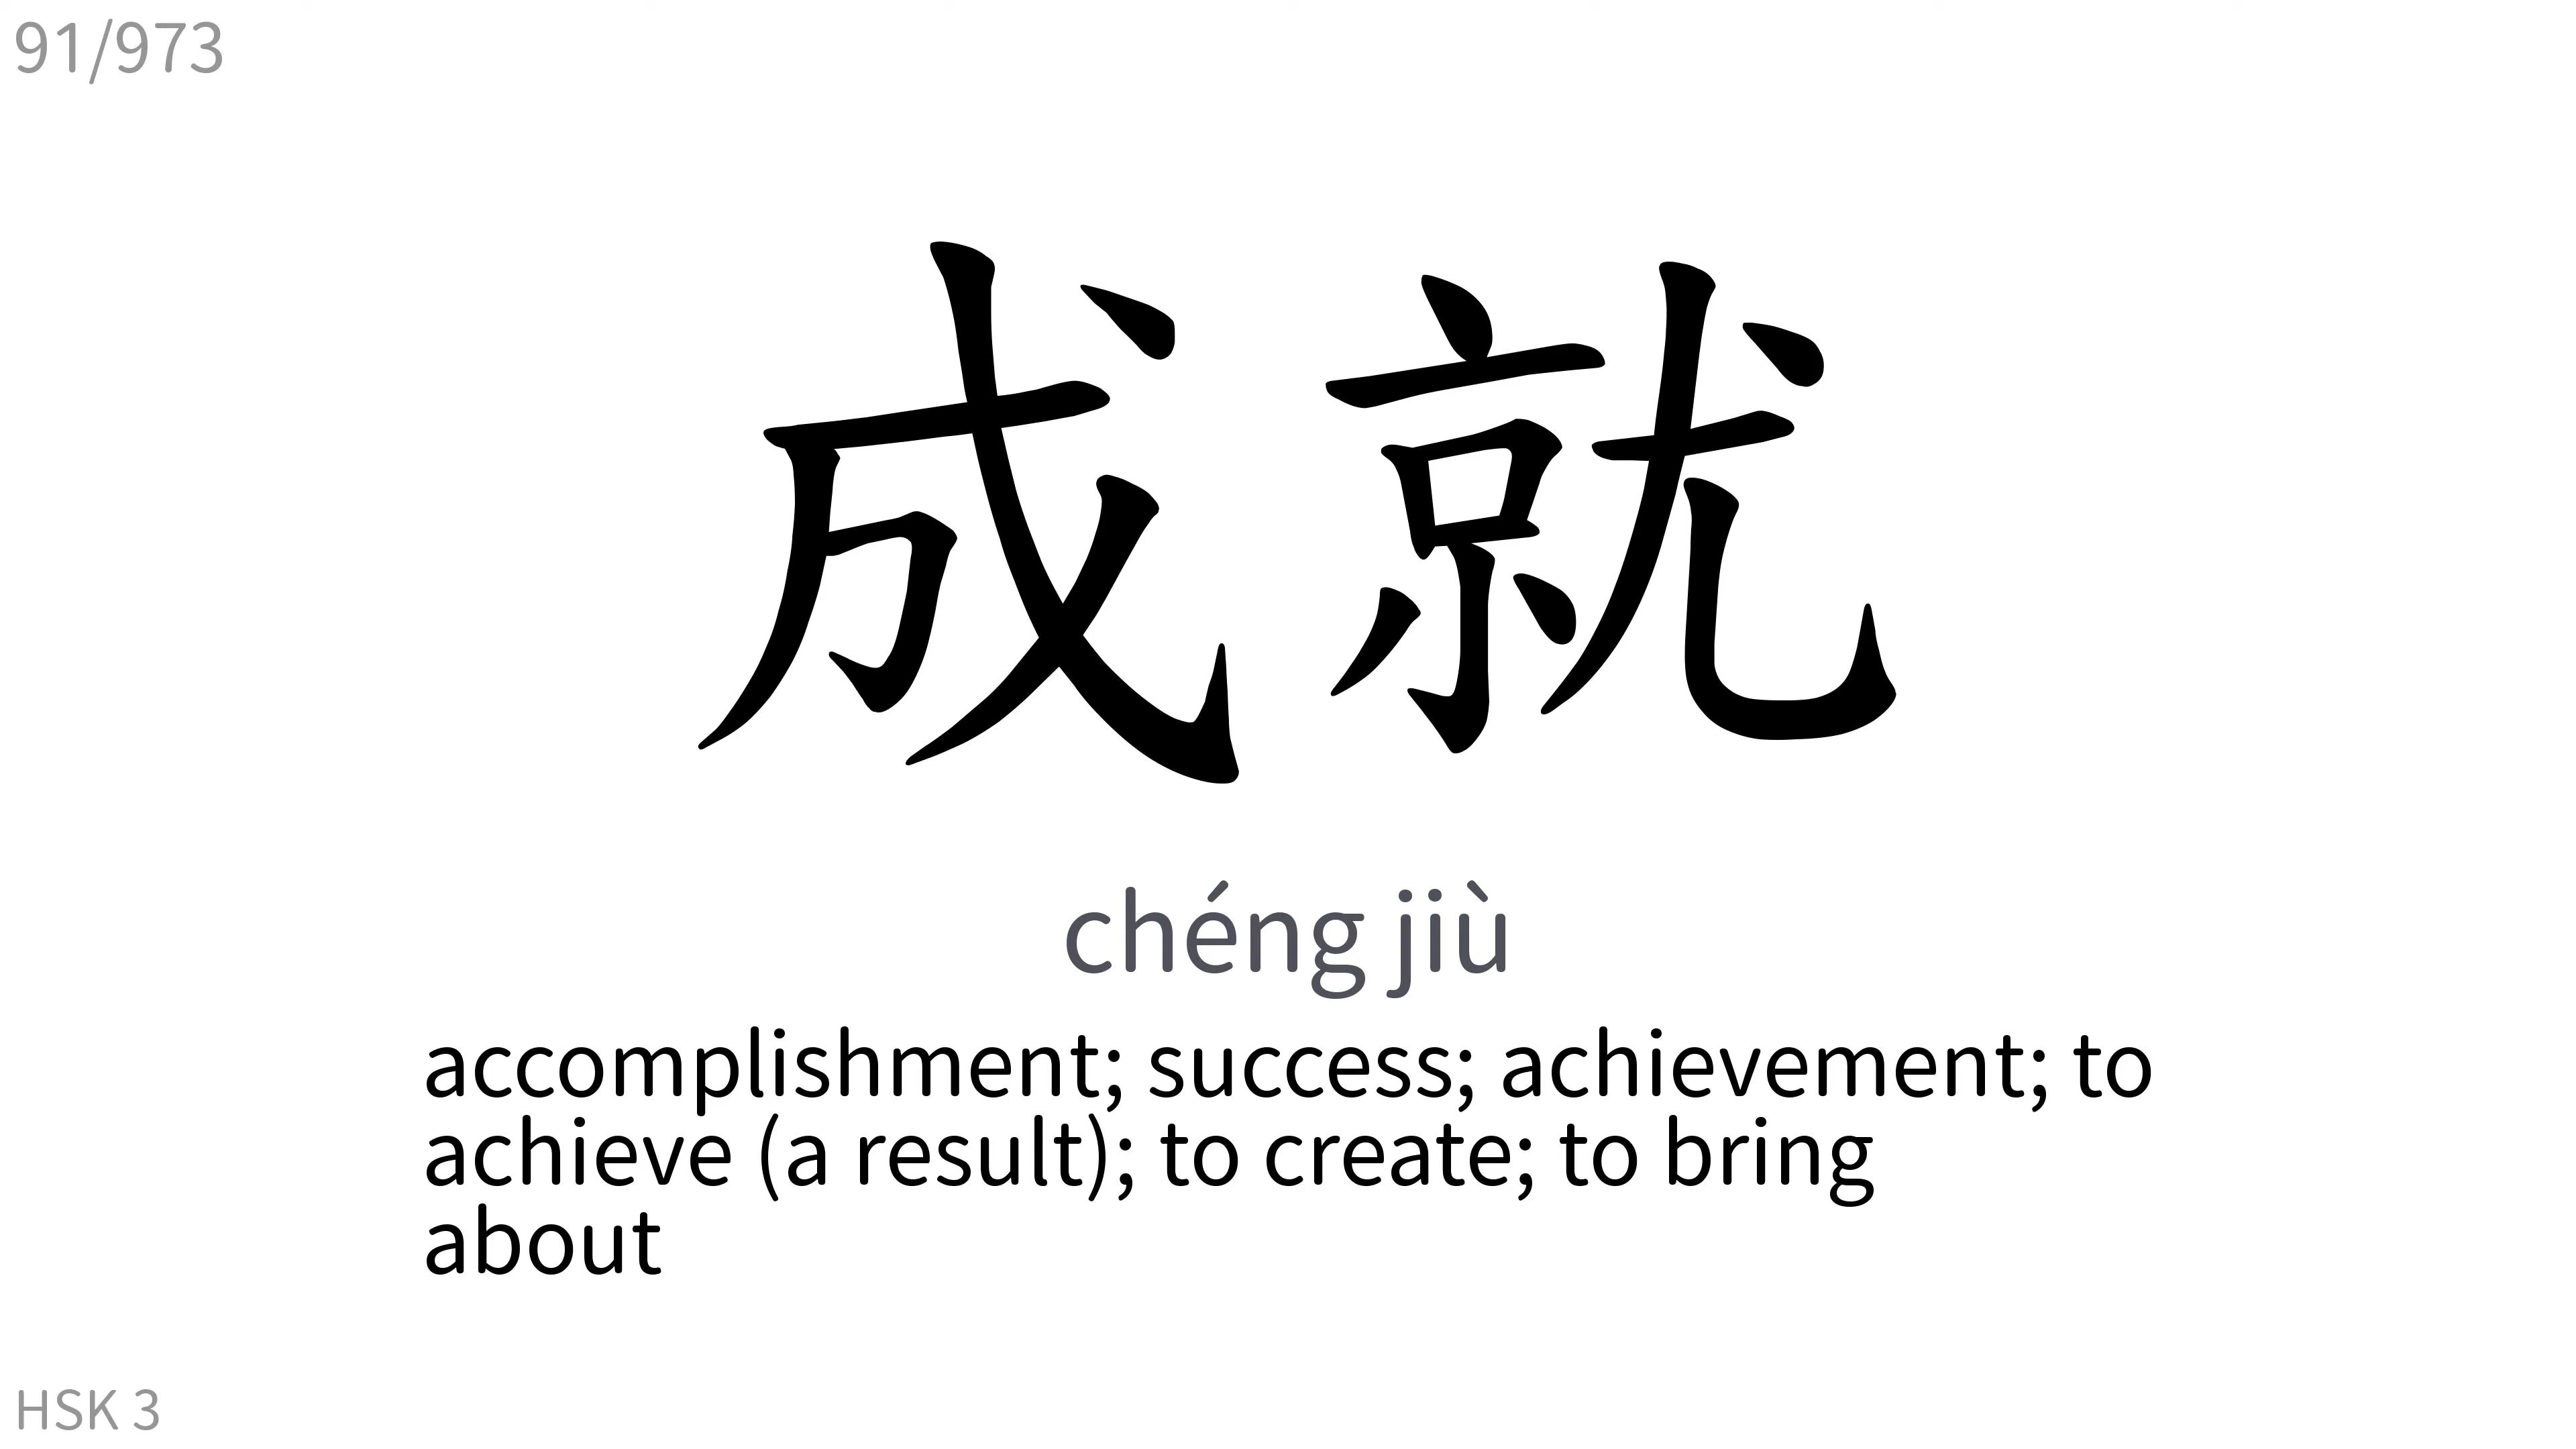 91/973
成就
chéng jiù
accomplishment; success; achievement; to
achieve (a result); to create; to bring
about
HSK 3